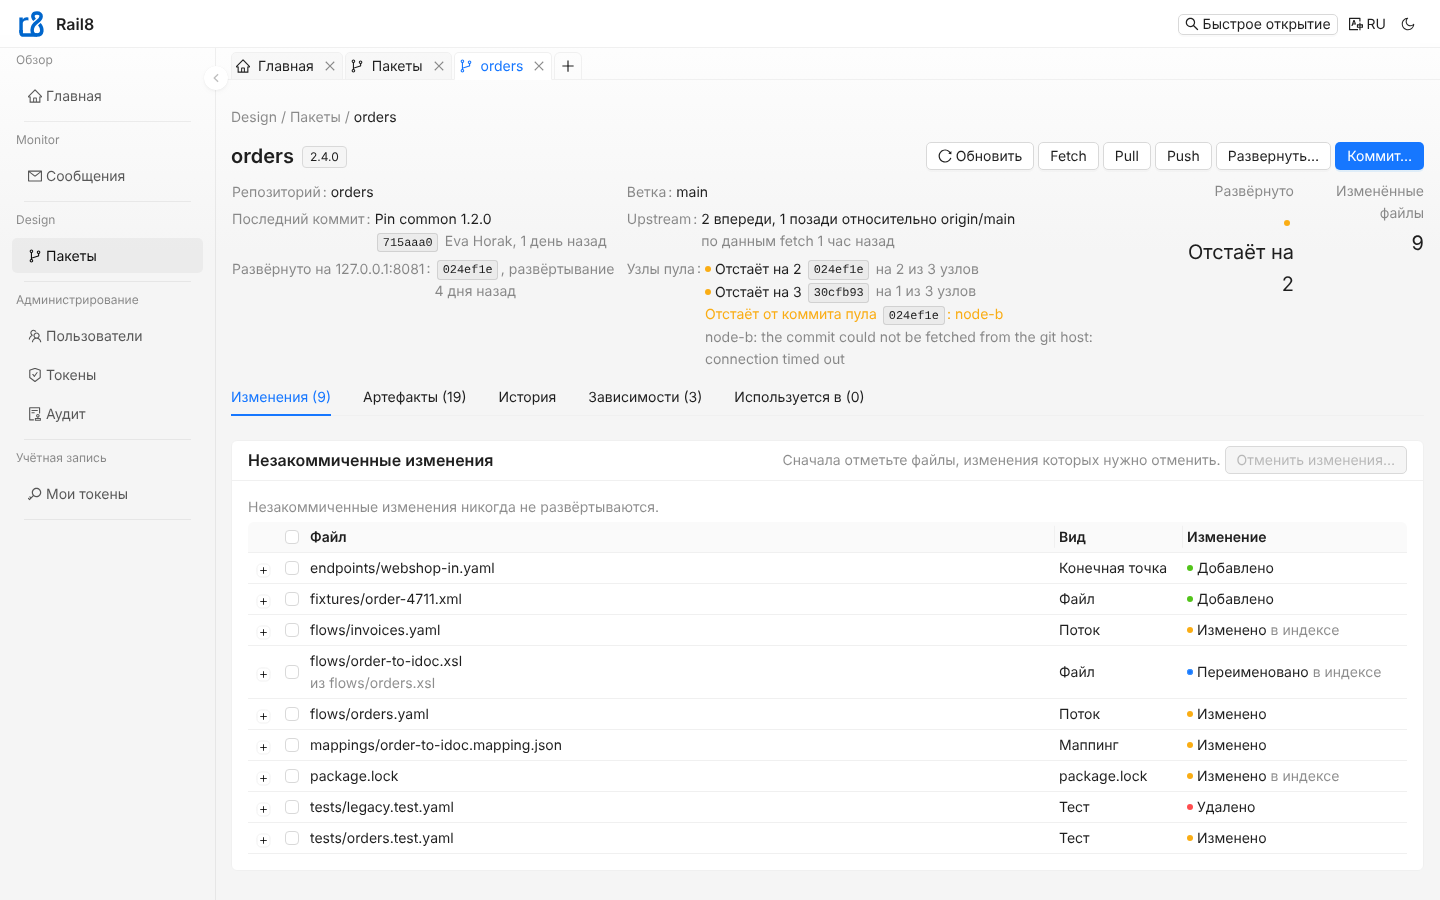 Rail8
Быстрое открытие
RU
Обзор
Главная
Monitor
Сообщения
Design
Пакеты
Администрирование
Пользователи
Токены
Аудит
Учётная запись
Мои токены
Главная
Пакеты
orders
Design / Пакеты / orders
orders 2.4.0
Обновить
Fetch
Pull
Push
Развернуть...
Коммит...
Репозиторий: orders
Ветка: main
Последний коммит: Pin common 1.2.0
715aaa0 Eva Horak, 1 день назад
Upstream: 2 впереди, 1 позади относительно origin/main
по данным fetch 1 час назад
Развёрнуто на 127.0.0.1:8081: 024ef1e, развёртывание
4 дня назад
Узлы пула: Отстаёт на 2 024ef1e на 2 из 3 узлов
Отстаёт на 3 30cfb93 на 1 из 3 узлов
Отстаёт от коммита пула 024ef1e: node-b
node-b: the commit could not be fetched from the git host:
connection timed out
Развёрнуто
Отстаёт на
2
Изменённые
файлы
9
Изменения (9)
Артефакты (19)
История
Зависимости (3)
Используется в (0)
Незакоммиченные изменения
Сначала отметьте файлы, изменения которых нужно отменить.
Отменить изменения...
Незакоммиченные изменения никогда не развёртываются.
Файл Вид Изменение
endpoints/webshop-in.yaml Конечная точка Добавлено
fixtures/order-4711.xml Файл Добавлено
flows/invoices.yaml Поток Изменено в индексе
flows/order-to-idoc.xsl
из flows/orders.xsl Файл Переименовано в индексе
flows/orders.yaml Поток Изменено
mappings/order-to-idoc.mapping.json Маппинг Изменено
package.lock package.lock Изменено в индексе
tests/legacy.test.yaml Тест Удалено
tests/orders.test.yaml Тест Изменено